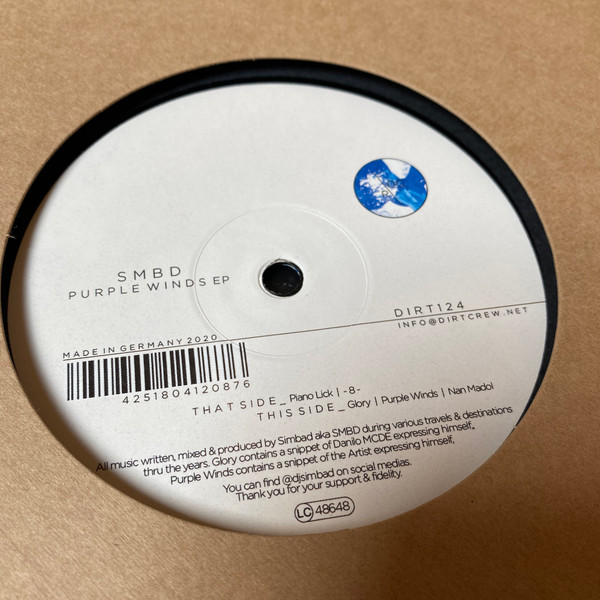 SMBD
PURPLE WINDS EP
DIRT124
INFO@DIRTCREW.NET
MADE IN GERMANY 2020
4251804120876
THAT SIDE_ Piano Lick | -8-
THIS SIDE_ Glory | Purple Winds | Nan Madol
All music written, mixed & produced by Simbad aka SMBD during various travels & destinations
thru the years. Glory contains a snippet of Danilo MCDE expressing himself.
Purple Winds contains a snippet of the Artist expressing himself.
You can find @djsimbad on social medias.
Thank you for your support & fidelity.
LC 48648